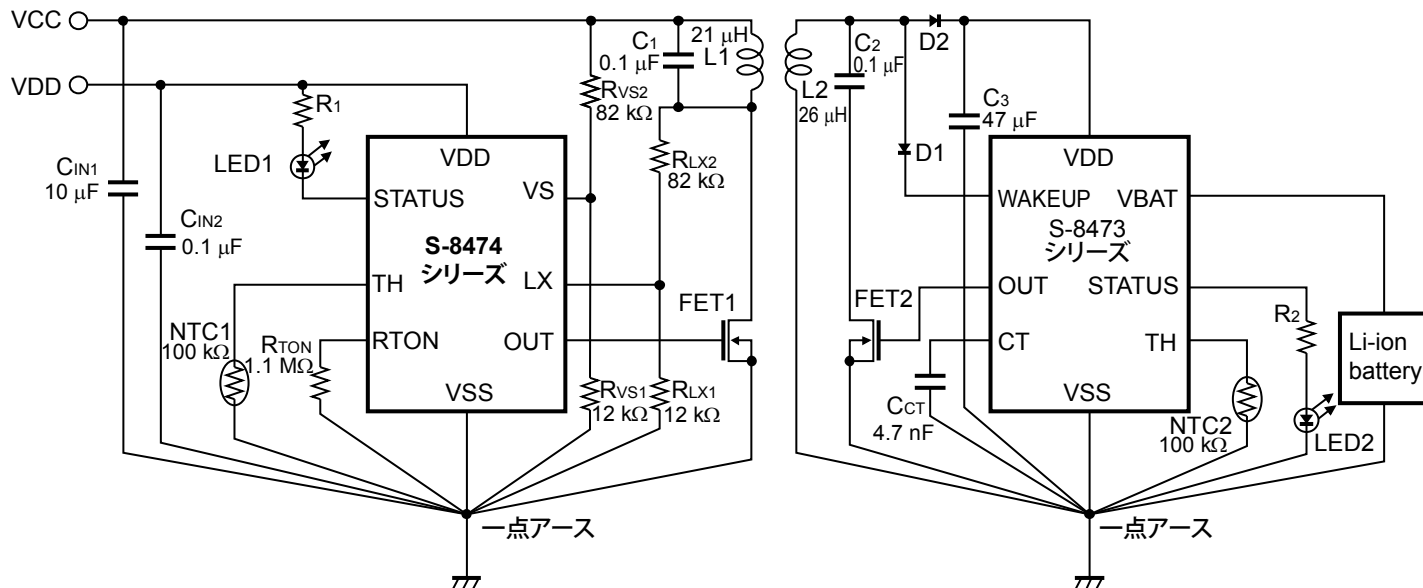 VCC
VDD
CIN1
10 μF
CIN2
0.1 μF
R1
LED1
NTC1
100 kΩ
RTON
1.1 MΩ
VDD
STATUS
VS
S-8474
シリーズ
TH
LX
RTON
OUT
VSS
RVS2
82 kΩ
C1
0.1 μF
21 μH
L1
RLX2
82 kΩ
FET1
RVS1
12 kΩ
RLX1
12 kΩ
一点アース
L2
26 μH
C2
0.1 μF
D2
D1
C3
47 μF
FET2
CCT
4.7 nF
VDD
WAKEUP
VBAT
S-8473
シリーズ
OUT
STATUS
CT
TH
VSS
R2
NTC2
100 kΩ
LED2
Li-ion
battery
一点アース